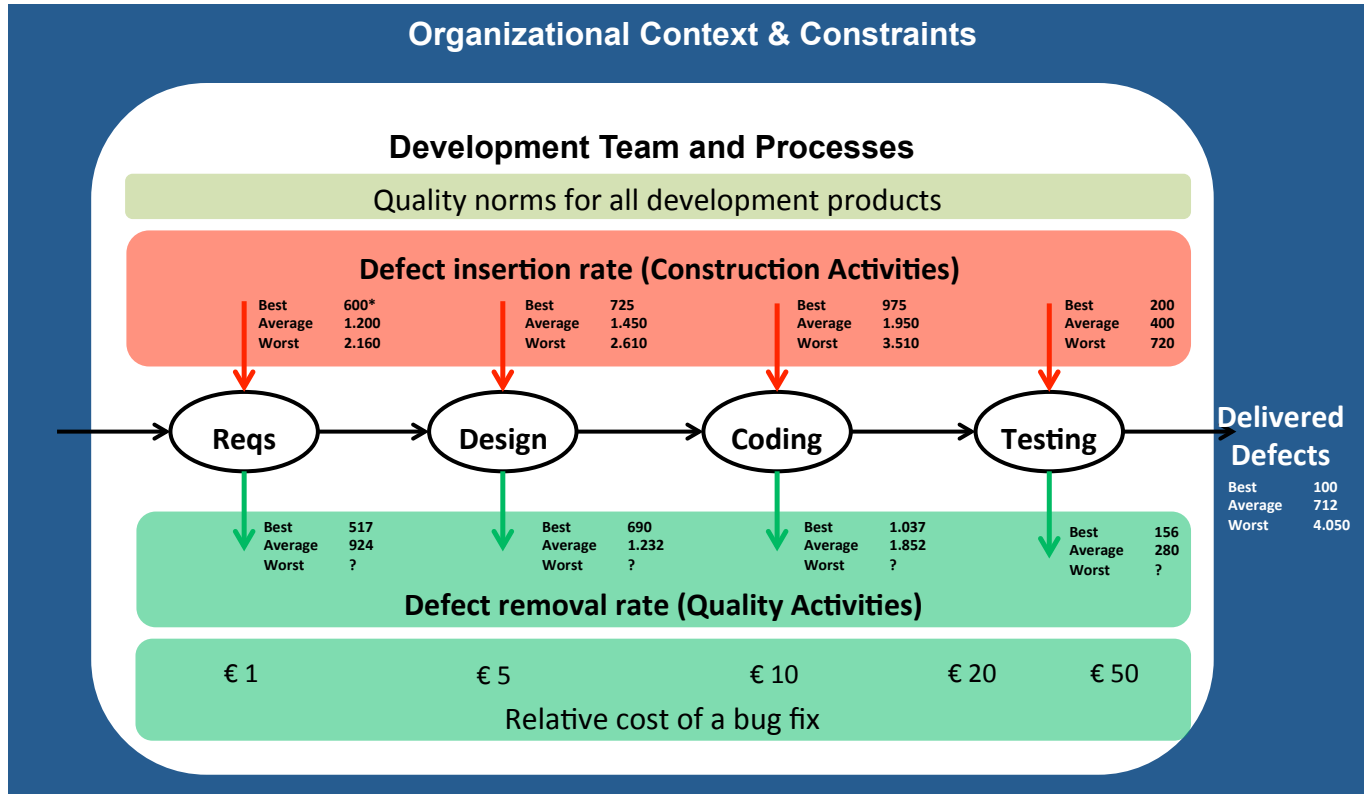 Organizational Context & Constraints
Development Team and Processes
Quality norms for all development products
Defect insertion rate (Construction Activities)
Best 600*
Average 1.200
Worst 2.160
Best 725
Average 1.450
Worst 2.610
Best 975
Average 1.950
Worst 3.510
Best 200
Average 400
Worst 720
Reqs
Design
Coding
Testing
Delivered
Defects
Best 100
Average 712
Worst 4.050
Best 517
Average 924
Worst ?
Best 690
Average 1.232
Worst ?
Best 1.037
Average 1.852
Worst ?
Best 156
Average 280
Worst ?
Defect removal rate (Quality Activities)
€ 1 € 5 € 10 € 20 € 50
Relative cost of a bug fix